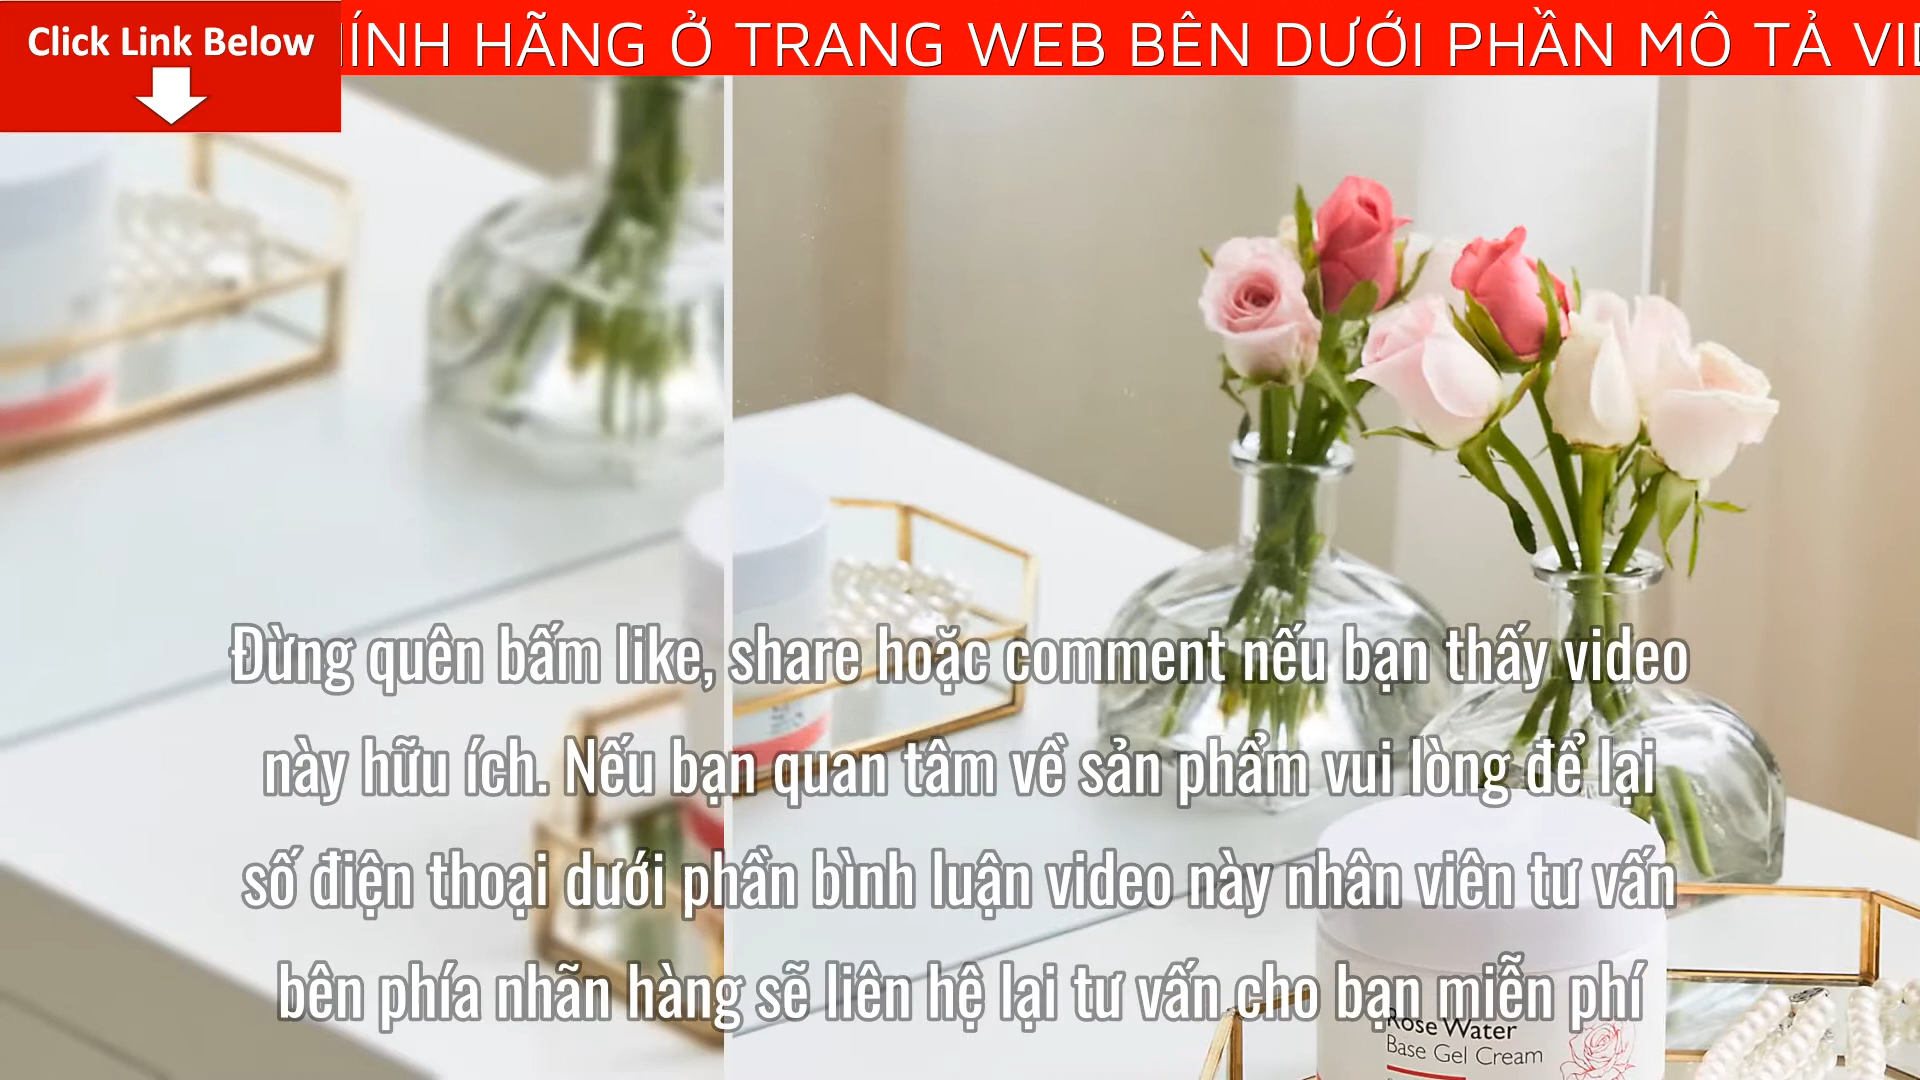 Click Link Below
HÃNG Ở TRANG WEB BÊN DƯỚI PHẦN MÔ TẢ
Đừng quên bấm like, share hoặc comment nếu bạn thấy video
này hữu ích. Nếu bạn quan tâm về sản phẩm vui lòng để lại
số điện thoại dưới phần bình luận video này nhân viên tư vấn
bên phía nhãn hàng sẽ liên hệ lại tư vấn cho bạn miễn phí
Rose Water
Base Gel Cream